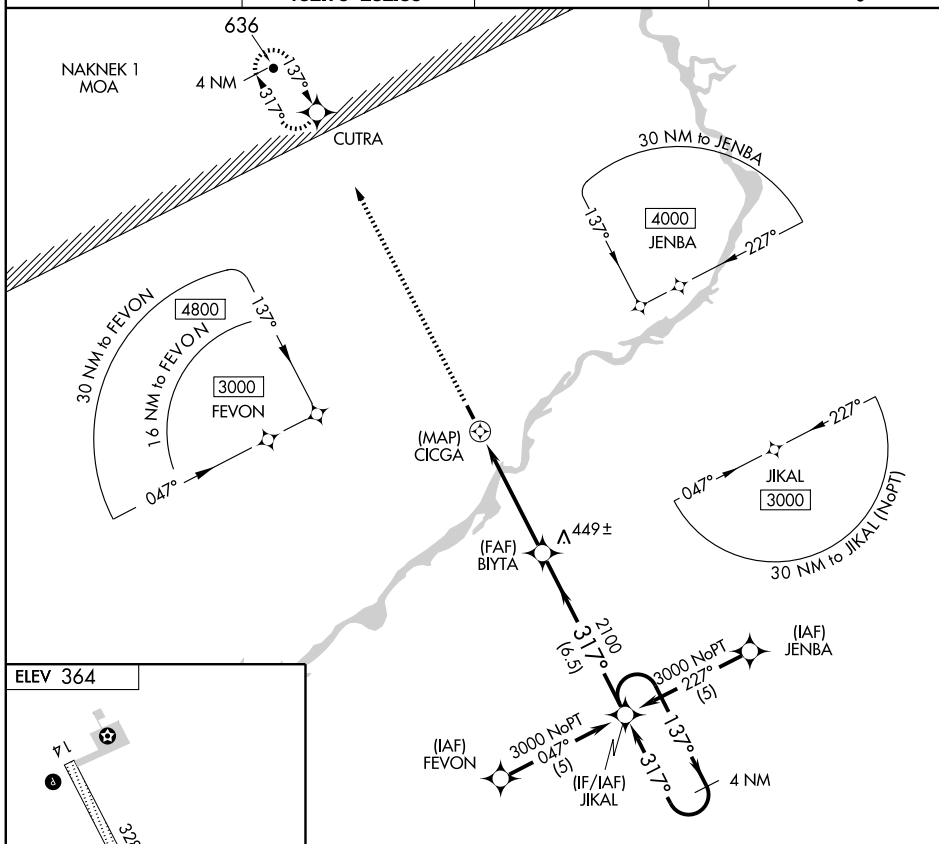 636
NAKNEK 1
MOA
4 NM
137°
317°
CUTRA
30 NM to JENBA
4000
JENBA
137°
227°
30 NM to FEVON
4800
137°
16 NM to FEVON
3000
FEVON
047°
(MAP)
CICGA
227°
047°
JIKAL
3000
30 NM to JIKAL (NoPT)
449±
(FAF)
BIYTA
2100
317°
(6.5)
(IAF)
JENBA
3000 NoPT
227°
(5)
3000 NoPT
047°
(5)
(IAF)
FEVON
(IF/IAF)
JIKAL
137°
317°
4 NM
ELEV 364
14